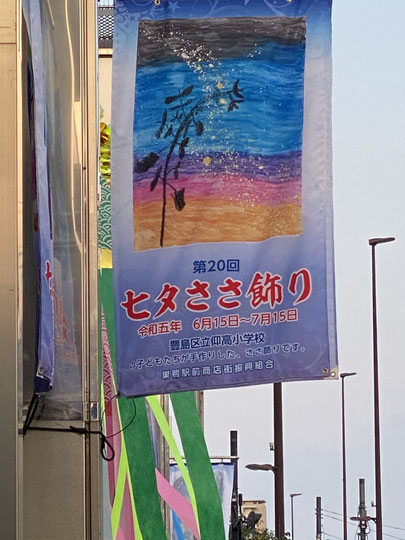 第20回
七夕ささ飾り
令和五年 6月15日〜7月15日
豊島区立仰高小学校
の子どもたちが手作りした、ささ飾りです。
巣鴨駅前商店街振興組合